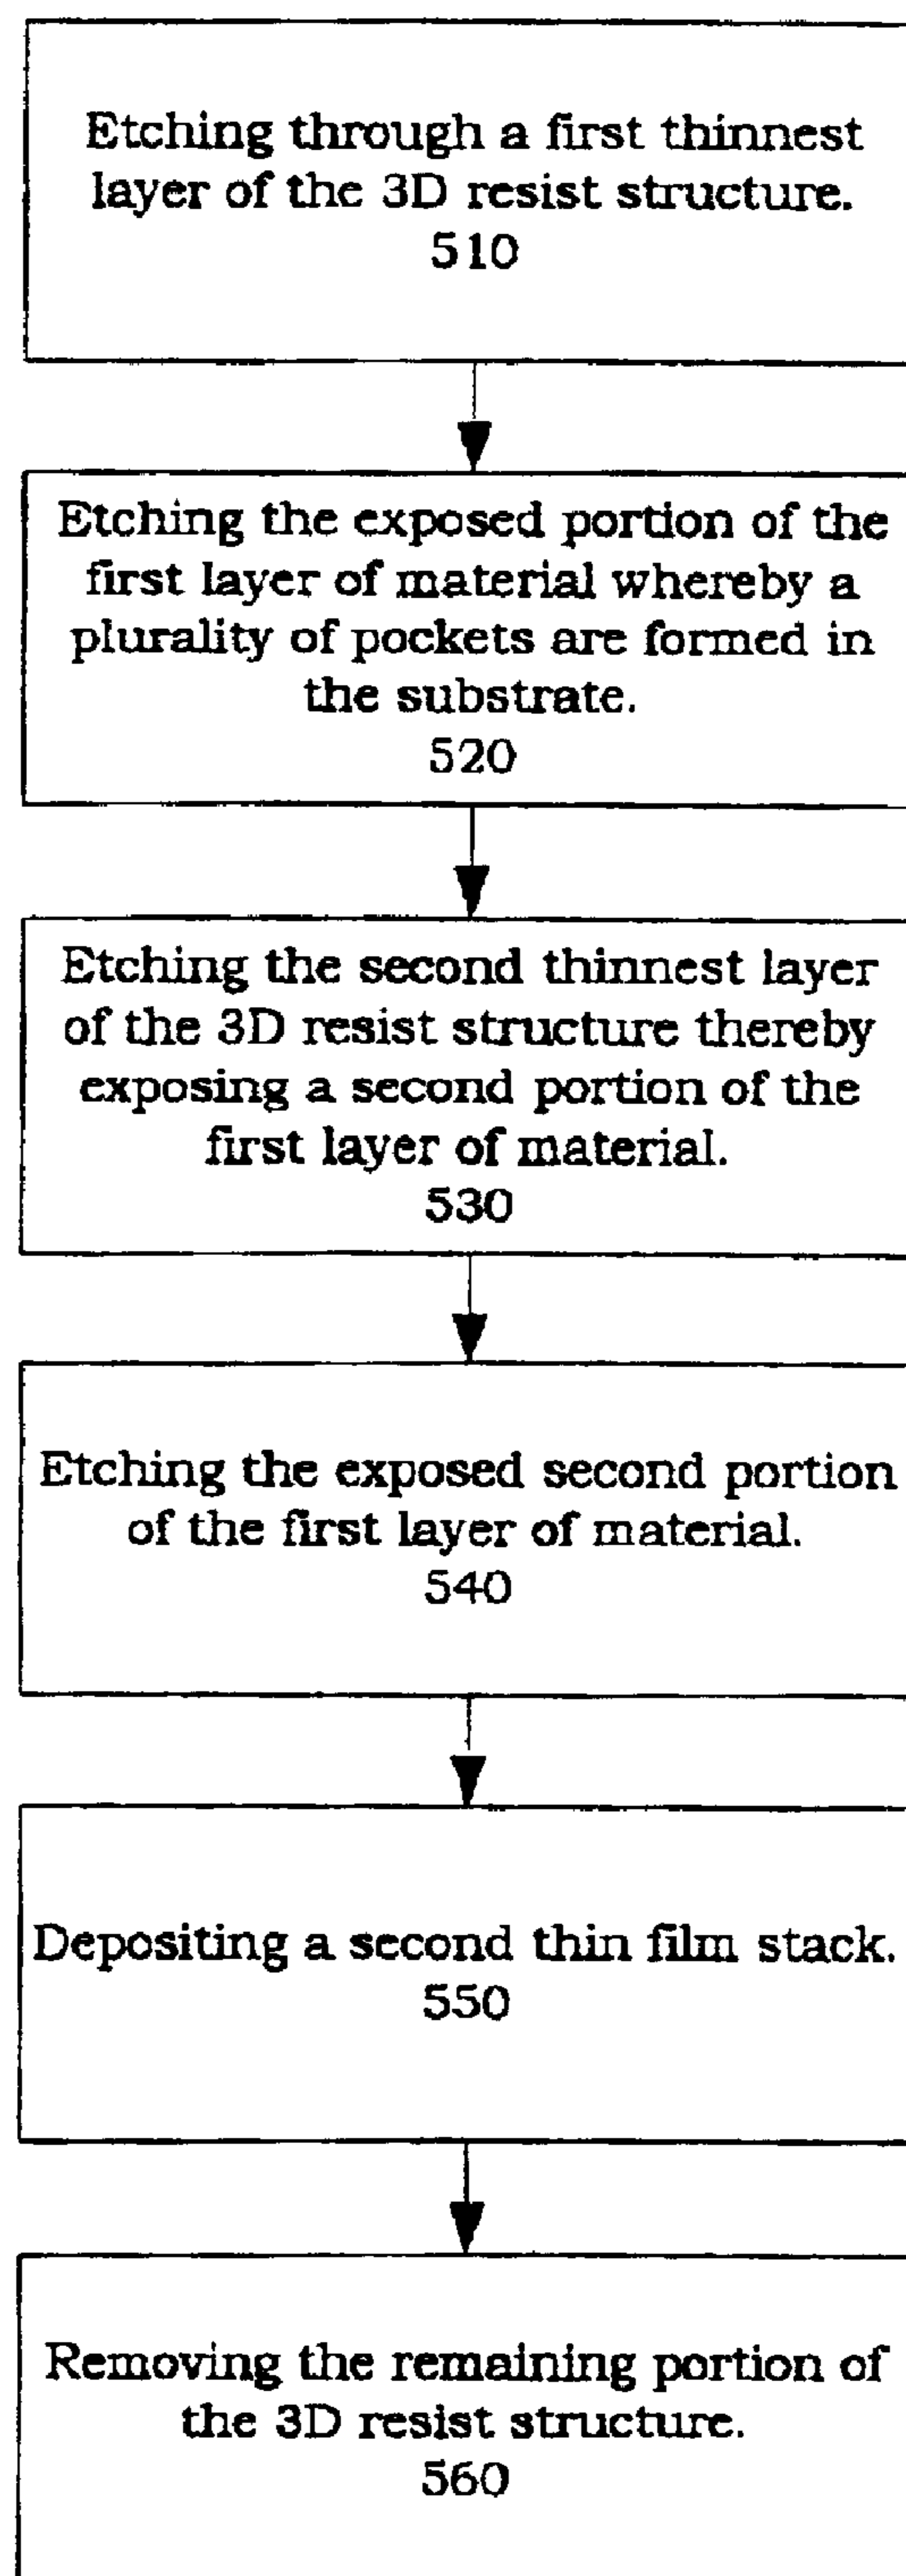 Etching through a first thinnest
layer of the 3D resist structure.
510
Etching the exposed portion of the
first layer of material whereby a
plurality of pockets are formed in
the substrate.
520
Etching the second thinnest layer
of the 3D resist structure thereby
exposing a second portion of the
first layer of material.
530
Etching the exposed second portion
of the first layer of material.
540
Depositing a second thin film stack.
550
Removing the remaining portion of
the 3D resist structure.
560